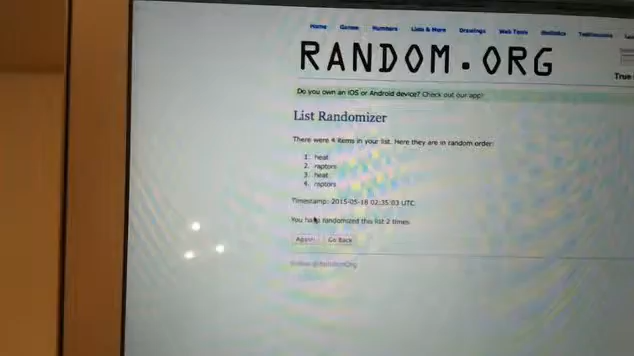 Home Games Numbers Lists & More Drawings Web Tools Statistics Testimonials
RANDOM.ORG
True
Do you own an iOS or Android device? Check out our app!
List Randomizer
There were 4 items in your list. Here they are in random order:
1. heat
2. raptors
3. heat
4. raptors
Timestamp: 2015-05-18 02:35:03 UTC
You have randomized this list 2 times.
Again! Go Back